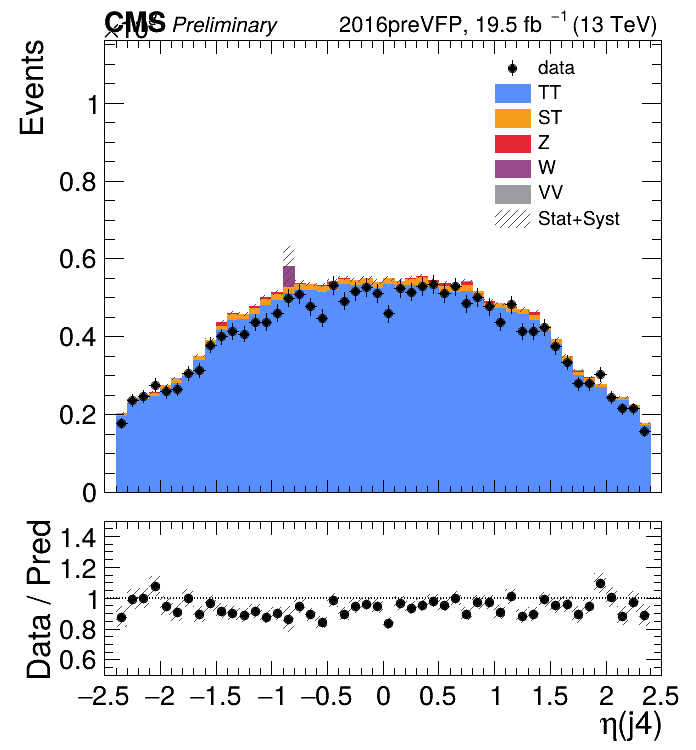 CMS Preliminary 2016preVFP, 19.5 fb⁻¹ (13 TeV)
Events
1
0.8
0.6
0.4
0.2
0
data
TT
ST
Z
W
VV
Stat+Syst
Data / Pred
1.4
1.2
1
0.8
0.6
−2.5 −2 −1.5 −1 −0.5 0 0.5 1 1.5 2 2.5
η(j4)